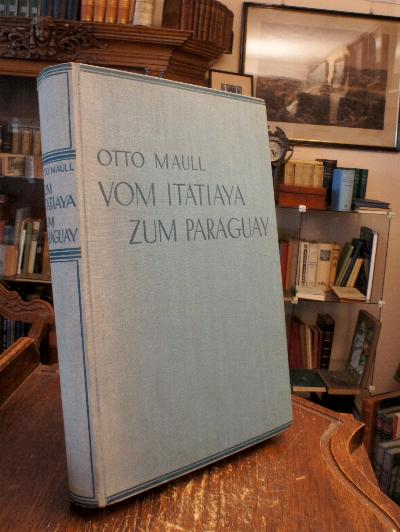 OTTO MAULL
VOM ITATIAYA
ZUM PARAGUAY
OTTO MAULL
VOM
ITATIAYA
ZUM
PARAGUAY